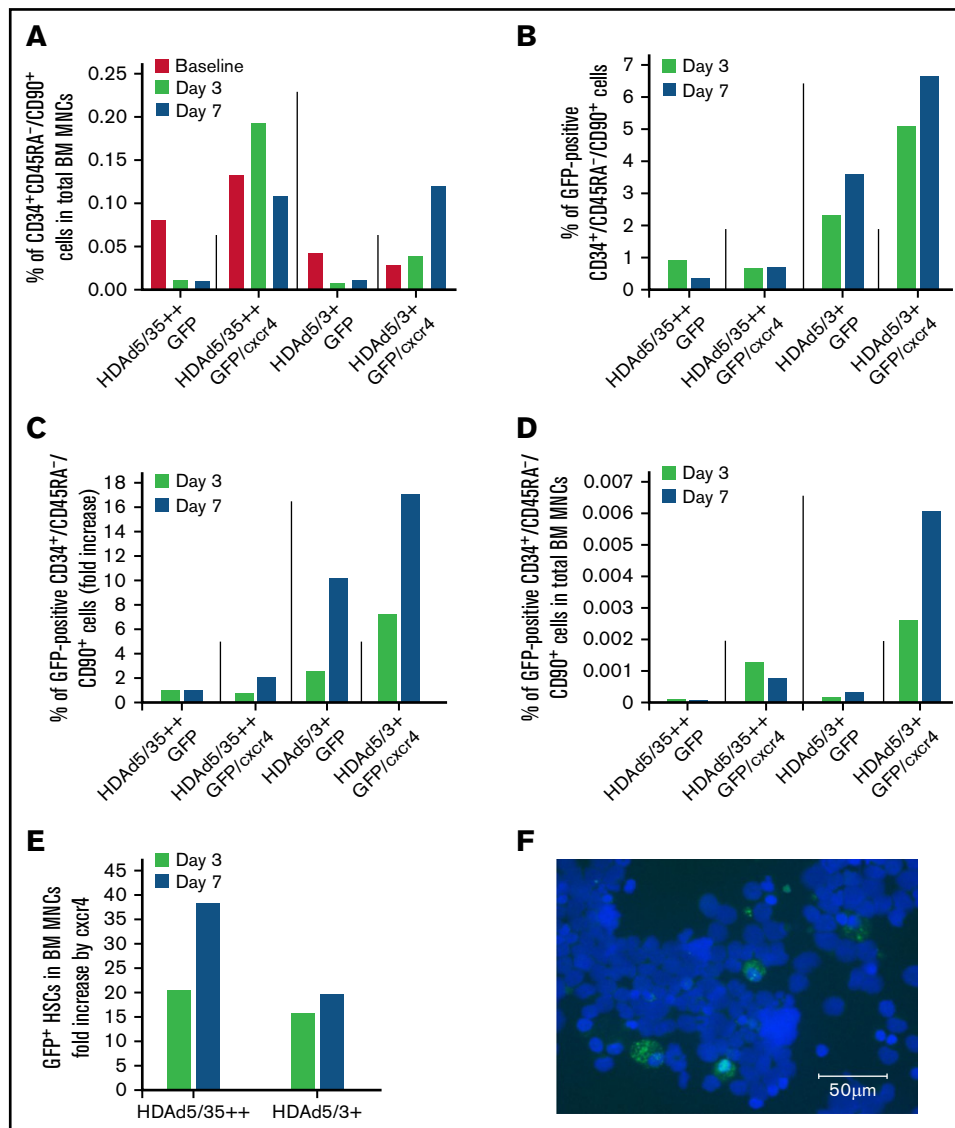 A
% of CD34⁺CD45RA⁻/CD90⁺
cells in total BM MNCs
0.25
0.20
0.15
0.10
0.05
0.00
Baseline
Day 3
Day 7
HDAd5/35++
GFP
HDAd5/35++
GFP/cxcr4
HDAd5/3+
GFP
HDAd5/3+
GFP/cxcr4
B
% of GFP-positive
CD34⁺/CD45RA⁻/CD90⁺ cells
7
6
5
4
3
2
1
0
Day 3
Day 7
HDAd5/35++
GFP
HDAd5/35++
GFP/cxcr4
HDAd5/3+
GFP
HDAd5/3+
GFP/cxcr4
C
% of GFP-positive CD34⁺/CD45RA⁻/
CD90⁺ cells (fold increase)
18
16
14
12
10
8
6
4
2
0
Day 3
Day 7
HDAd5/35++
GFP
HDAd5/35++
GFP/cxcr4
HDAd5/3+
GFP
HDAd5/3+
GFP/cxcr4
D
% of GFP-positive CD34⁺/CD45RA⁻/
CD90⁺ cells in total BM MNCs
0.007
0.006
0.005
0.004
0.003
0.002
0.001
0
Day 3
Day 7
HDAd5/35++
GFP
HDAd5/35++
GFP/cxcr4
HDAd5/3+
GFP
HDAd5/3+
GFP/cxcr4
E
GFP⁺ HSCs in BM MNCs
fold increase by cxcr4
45
40
35
30
25
20
15
10
5
0
Day 3
Day 7
HDAd5/35++
HDAd5/3+
F
50μm